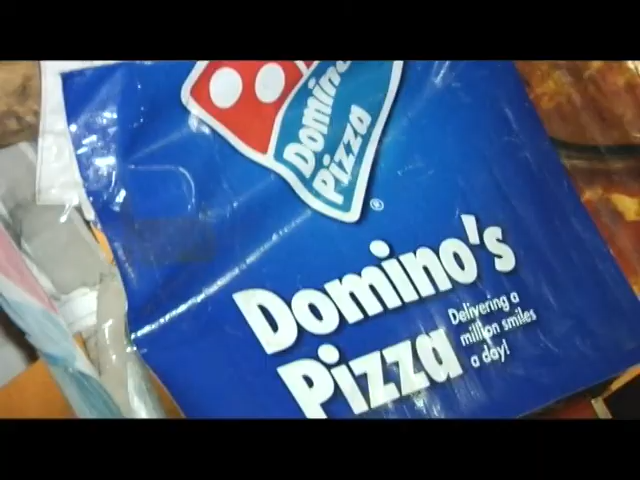 Domino's
Pizza
®
Domino's
Pizza
Delivering a
million smiles
a day!